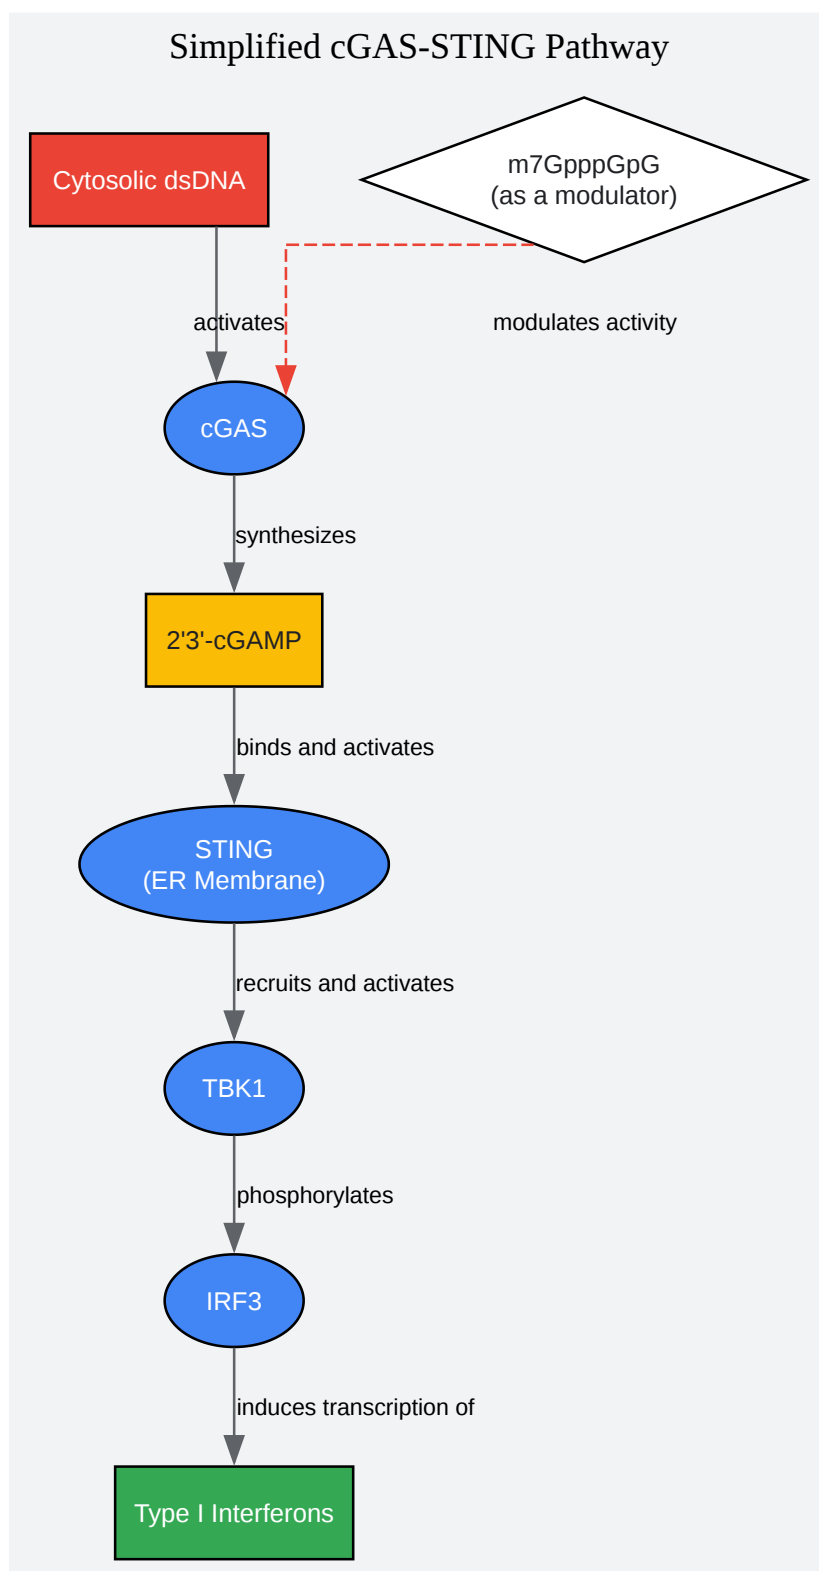 Simplified cGAS-STING Pathway
Cytosolic dsDNA
m7GpppGpG
(as a modulator)
activates
modulates activity
cGAS
synthesizes
2'3'-cGAMP
binds and activates
STING
(ER Membrane)
recruits and activates
TBK1
phosphorylates
IRF3
induces transcription of
Type I Interferons